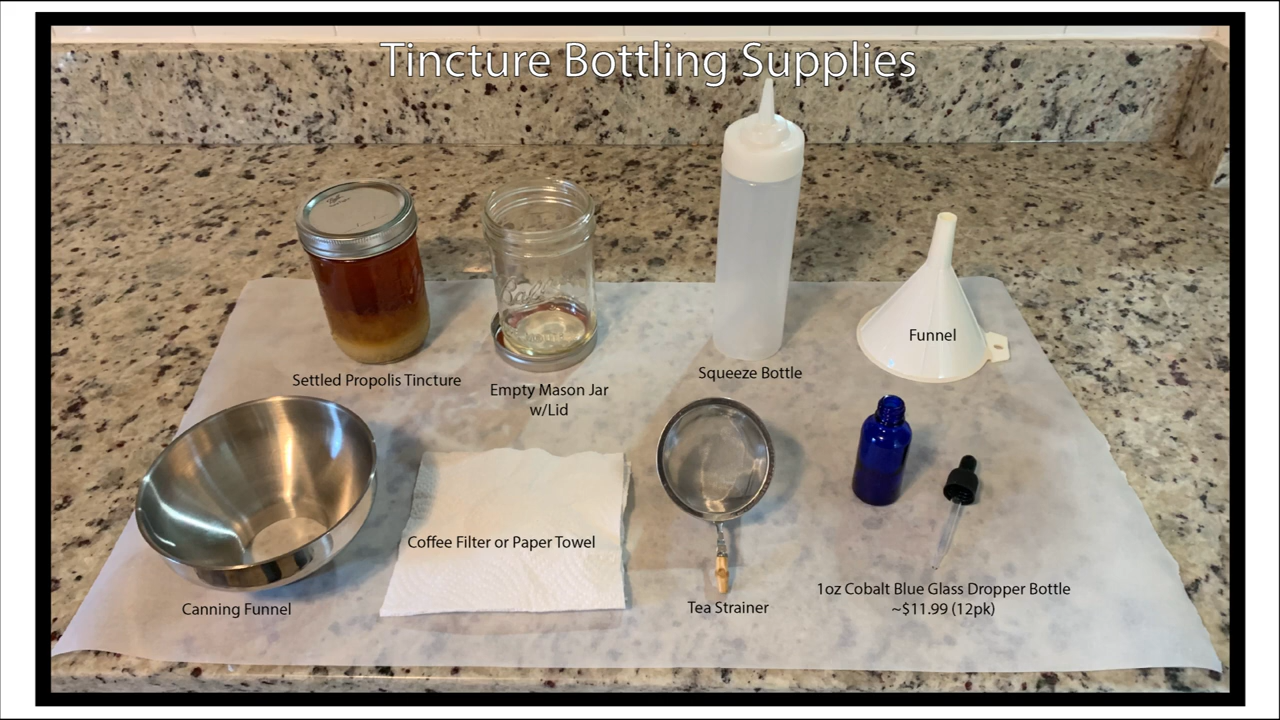 Tincture Bottling Supplies
Settled Propolis Tincture
Empty Mason Jar
w/Lid
Squeeze Bottle
Funnel
Canning Funnel
Coffee Filter or Paper Towel
Tea Strainer
1oz Cobalt Blue Glass Dropper Bottle
~$11.99 (12pk)
Ball